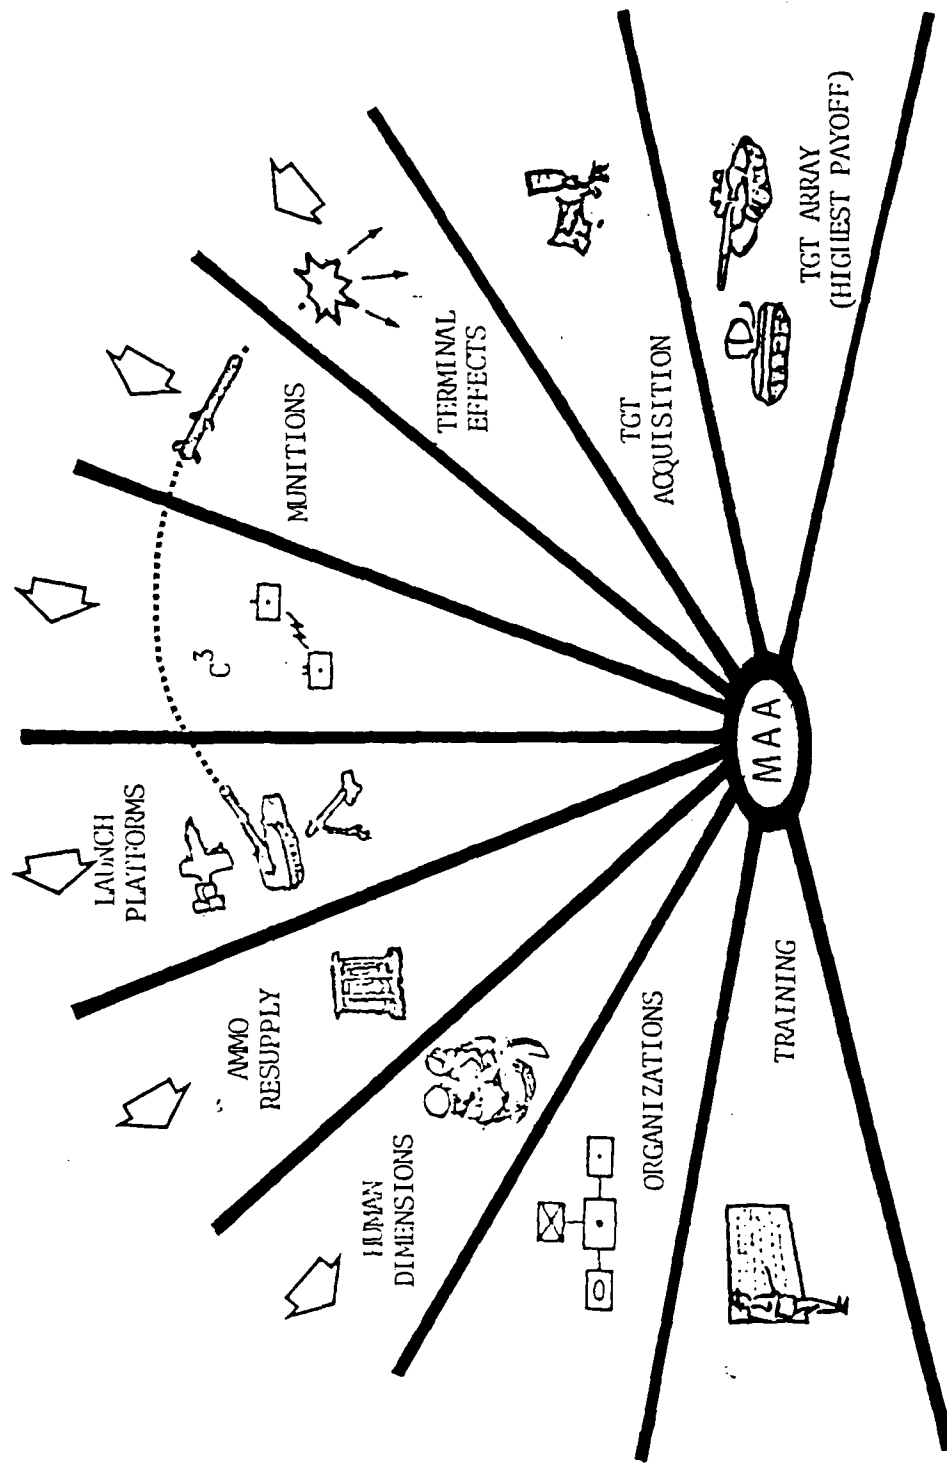 TRAINING
ORGANIZATIONS
HUMAN
DIMENSIONS
AMMO
RESUPPLY
LAUNCH
PLATFORMS
C³
MUNITIONS
TERMINAL
EFFECTS
TGT
ACQUISITION
TGT ARRAY
(HIGHEST PAYOFF)
MAA